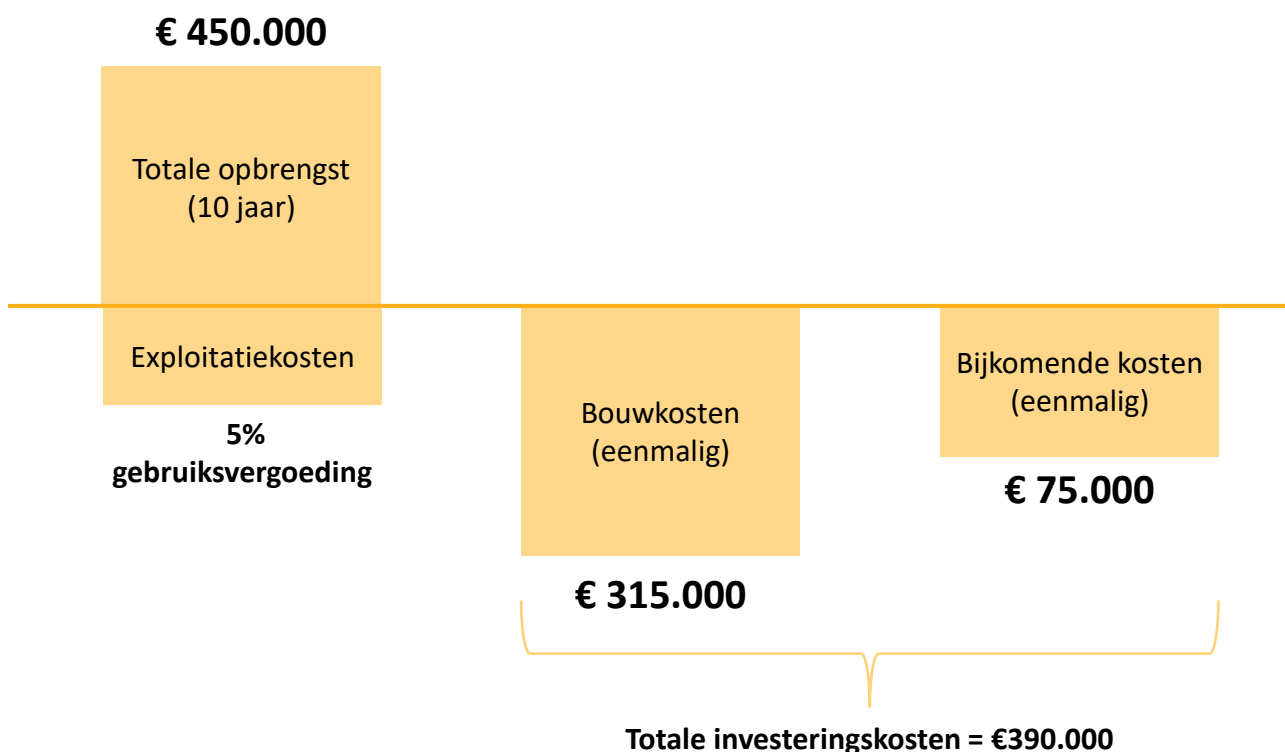 € 450.000
Totale opbrengst
(10 jaar)
Exploitatiekosten
5%
gebruiksvergoeding
Bouwkosten
(eenmalig)
€ 315.000
Bijkomende kosten
(eenmalig)
€ 75.000
Totale investeringskosten = €390.000